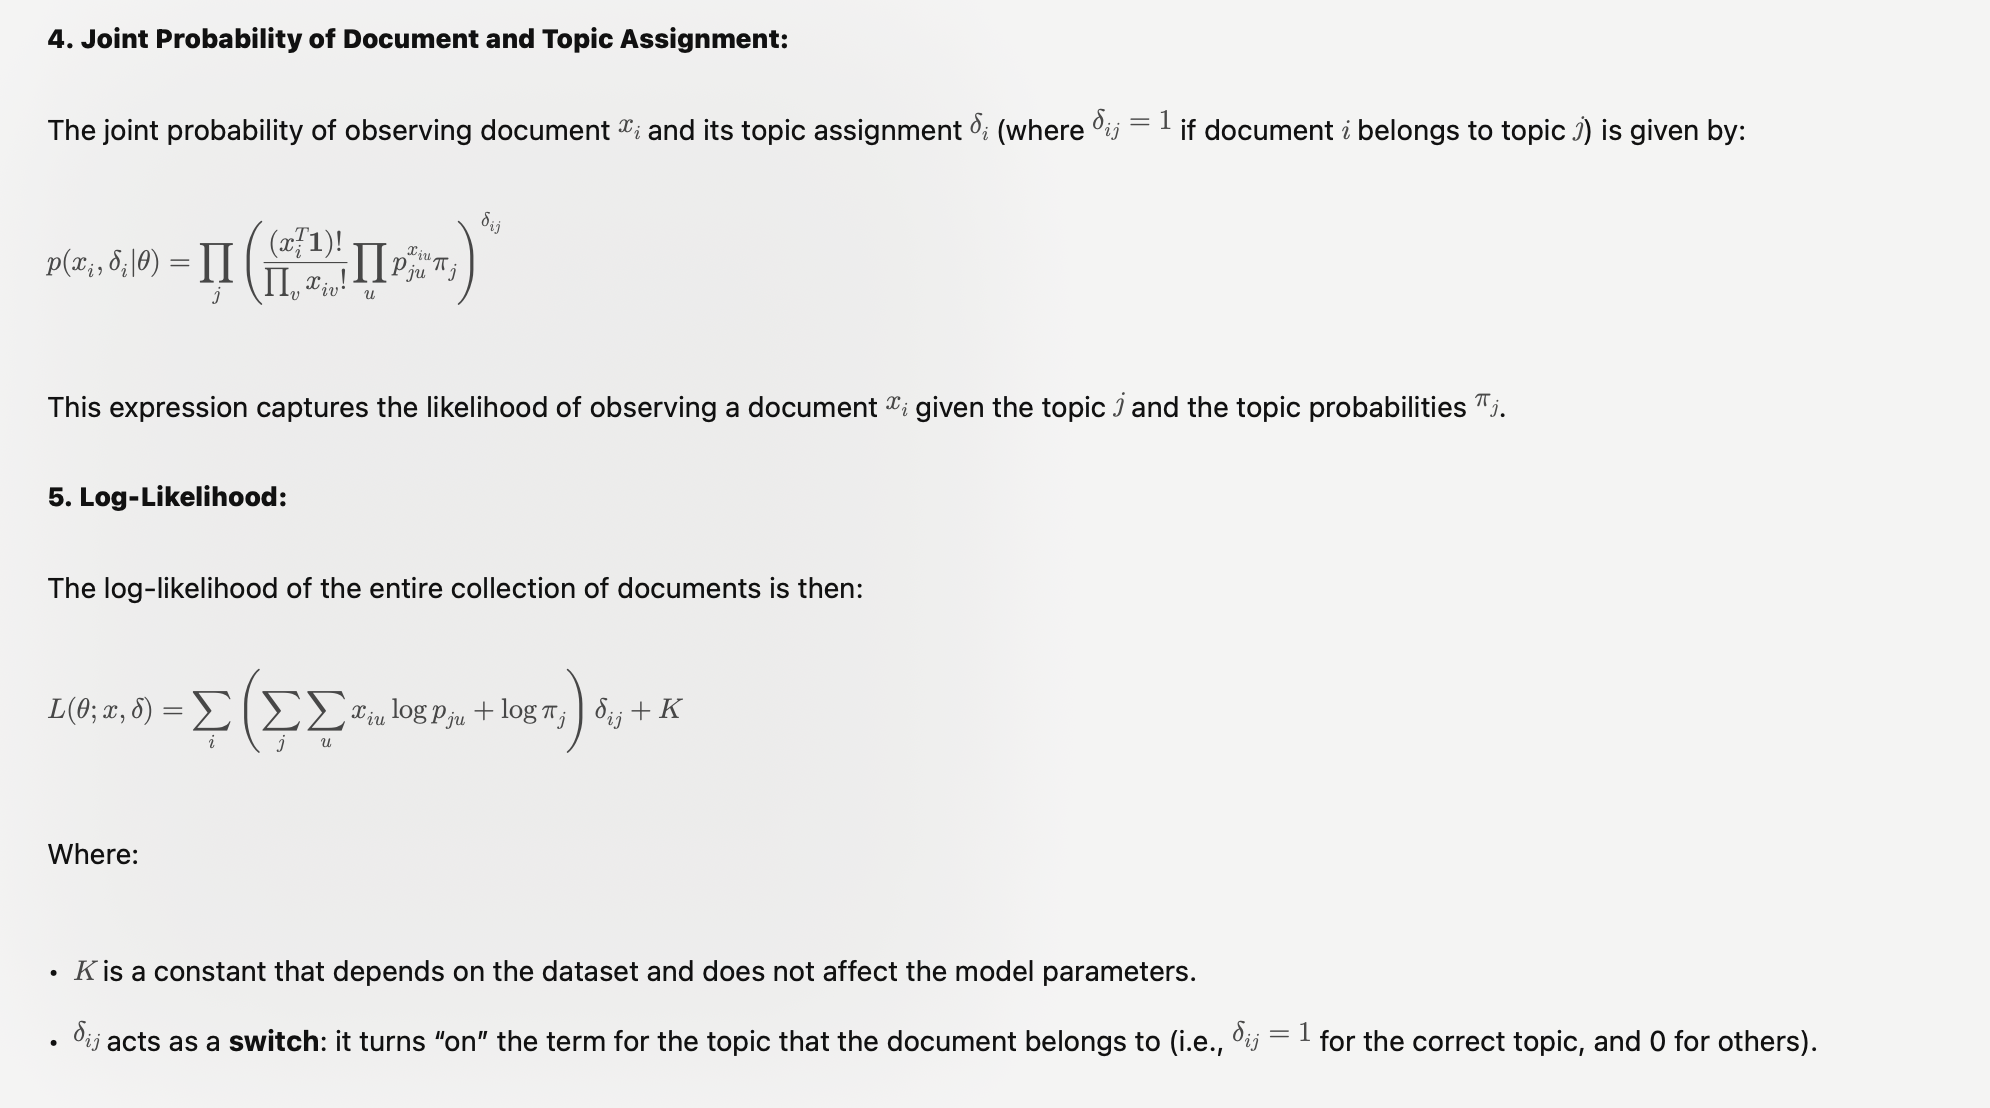 4. Joint Probability of Document and Topic Assignment:
The joint probability of observing document $x_i$ and its topic assignment $\delta_i$ (where $\delta_{ij} = 1$ if document $i$ belongs to topic $j$) is given by:
$p(x_i, \delta_i | \theta) = \prod_j \left( \frac{(x_i^T \mathbf{1})!}{\prod_v x_{iv}!} \prod_u p_{ju}^{x_{iu}} \pi_j \right)^{\delta_{ij}}$
This expression captures the likelihood of observing a document $x_i$ given the topic $j$ and the topic probabilities $\pi_j$.
5. Log-Likelihood:
The log-likelihood of the entire collection of documents is then:
$L(\theta; x, \delta) = \sum_i \left( \sum_j \sum_u x_{iu} \log p_{ju} + \log \pi_j \right) \delta_{ij} + K$
Where:
• $K$ is a constant that depends on the dataset and does not affect the model parameters.
• $\delta_{ij}$ acts as a switch: it turns “on” the term for the topic that the document belongs to (i.e., $\delta_{ij} = 1$ for the correct topic, and 0 for others).